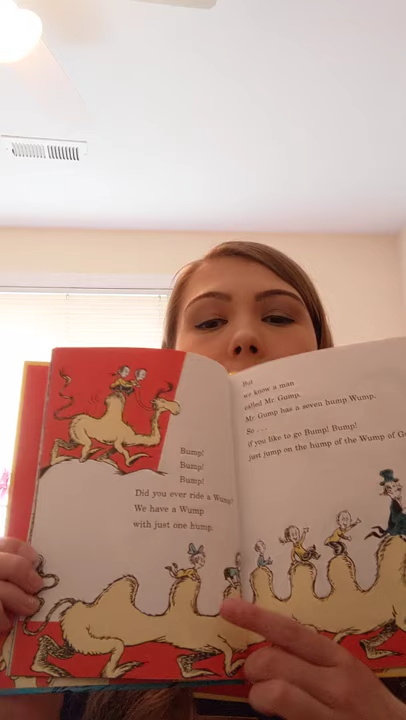 Bump!
Bump!
Bump!
Did you ever ride a Wump?
We have a Wump
with just one hump.
But
we know a man
called Mr. Gump.
Mr. Gump has a seven hump Wump.
So . . .
if you like to go Bump! Bump!
just jump on the hump of the Wump of